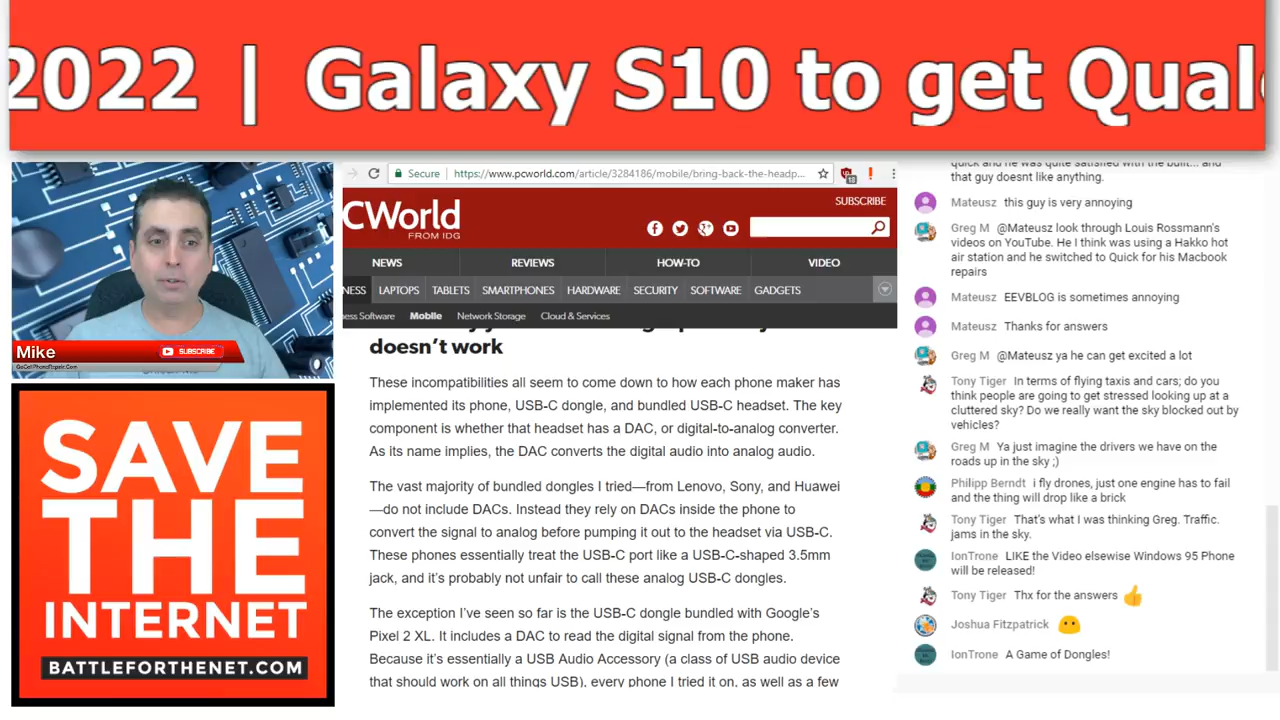 2022 | Galaxy S10 to get Qual
Mike
SUBSCRIBE
SAVE
THE
INTERNET
BATTLEFORTHENET.COM
Secure
https://www.pcworld.com/article/3284186/mobile/bring-back-the-headp...
18
SUBSCRIBE
CWorld
FROM IDG
NEWS REVIEWS HOW-TO VIDEO
NESS LAPTOPS TABLETS SMARTPHONES HARDWARE SECURITY SOFTWARE GADGETS
ess Software Mobile Network Storage Cloud & Services
doesn't work
These incompatibilities all seem to come down to how each phone maker has
implemented its phone, USB-C dongle, and bundled USB-C headset. The key
component is whether that headset has a DAC, or digital-to-analog converter.
As its name implies, the DAC converts the digital audio into analog audio.
The vast majority of bundled dongles I tried—from Lenovo, Sony, and Huawei
—do not include DACs. Instead they rely on DACs inside the phone to
convert the signal to analog before pumping it out to the headset via USB-C.
These phones essentially treat the USB-C port like a USB-C-shaped 3.5mm
jack, and it's probably not unfair to call these analog USB-C dongles.
The exception I've seen so far is the USB-C dongle bundled with Google's
Pixel 2 XL. It includes a DAC to read the digital signal from the phone.
Because it's essentially a USB Audio Accessory (a class of USB audio device
that should work on all things USB), every phone I tried it on, as well as a few
quick and he was quite satisfied with the built... and
that guy doesnt like anything.
Mateusz this guy is very annoying
Greg M @Mateusz look through Louis Rossmann's
videos on YouTube. He I think was using a Hakko hot
air station and he switched to Quick for his Macbook
repairs
Mateusz EEVBLOG is sometimes annoying
Mateusz Thanks for answers
Greg M @Mateusz ya he can get excited a lot
Tony Tiger In terms of flying taxis and cars; do you
think people are going to get stressed looking up at a
cluttered sky? Do we really want the sky blocked out by
vehicles?
Greg M Ya just imagine the drivers we have on the
roads up in the sky ;)
Philipp Berndt i fly drones, just one engine has to fail
and the thing will drop like a brick
Tony Tiger That's what I was thinking Greg. Traffic.
jams in the sky.
IonTrone LIKE the Video elsewise Windows 95 Phone
will be released!
Tony Tiger Thx for the answers 👍
Joshua Fitzpatrick 😶
IonTrone A Game of Dongles!